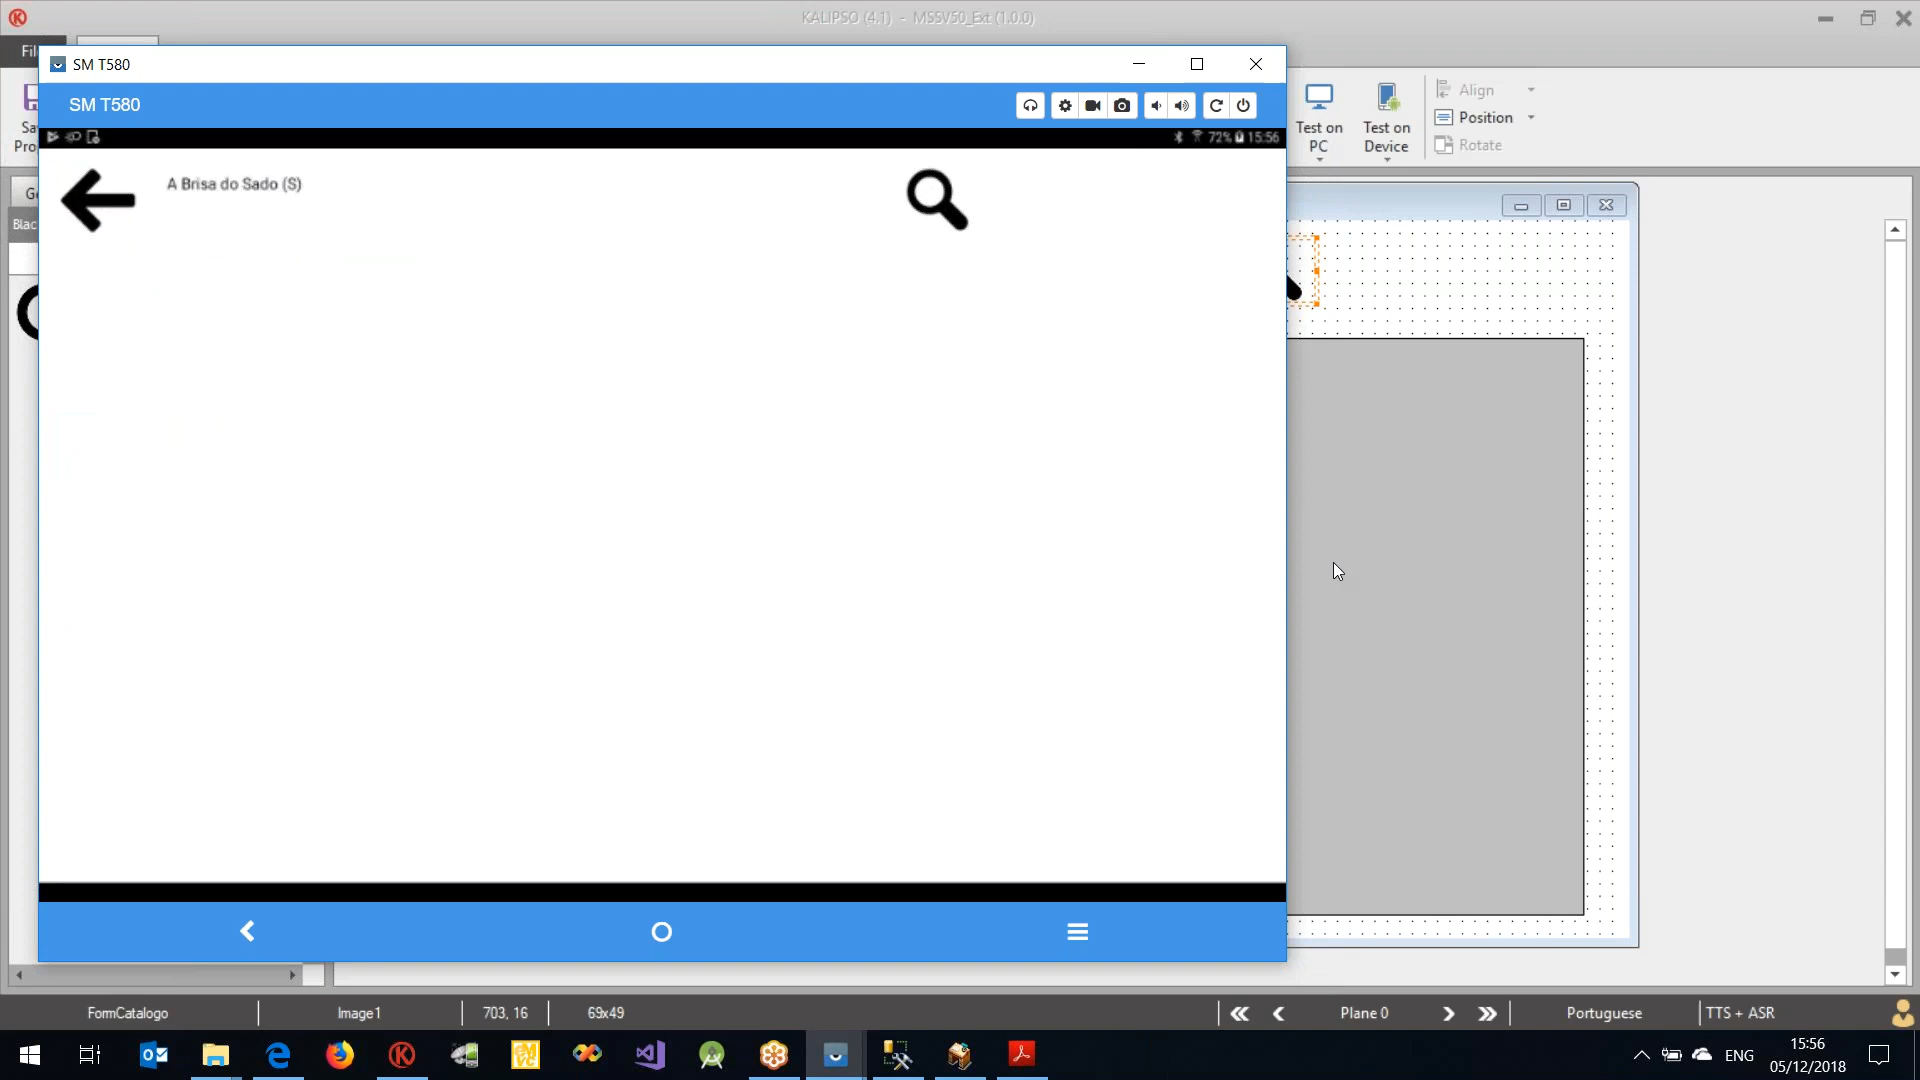 KALIPSO (4.1) - MSSV50_Ext (1.0.0)
SM T580
SM T580
72% 15:56
A Brisa do Sado (S)
Test on PC
Test on Device
Align
Position
Rotate
FormCatalogo
Image1
703, 16
69x49
Plane 0
Portuguese
TTS + ASR
ENG
15:56
05/12/2018